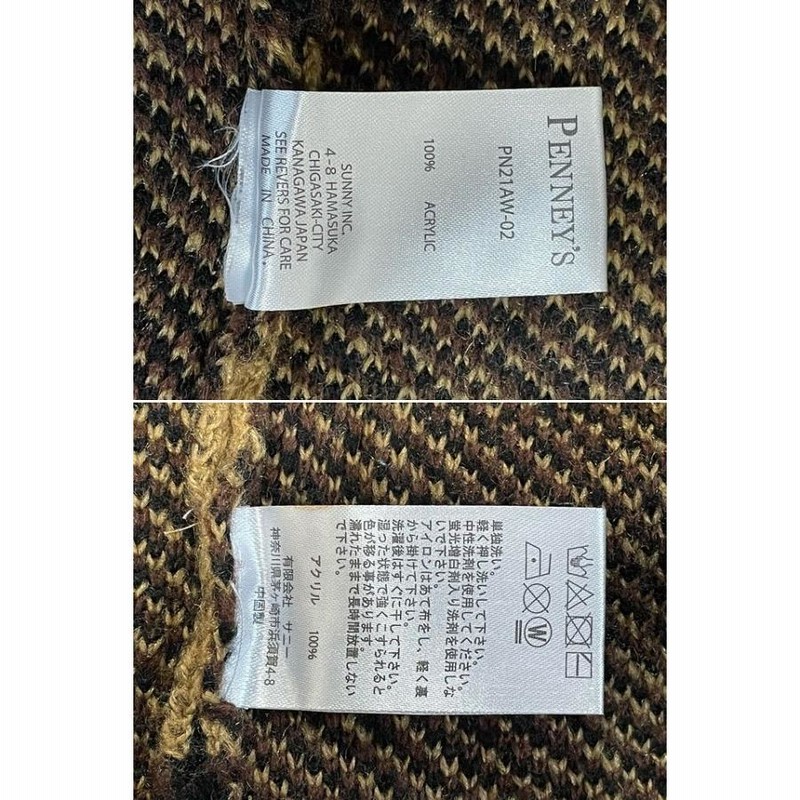 PENNEY'S
PN21AW-02
100% ACRYLIC
SUNNY INC.
4-8 HAMASUKA
CHIGASAKI-CITY
KANAGAWA JAPAN
SEE REVERS FOR CARE
MADE IN CHINA.
W
単独洗い。
軽く押し洗いして下さい。
中性洗剤を使用してください。
蛍光増白剤入り洗剤を使用しな
いで下さい。
アイロンはあて布をし、軽く裏
から掛けて下さい。
洗濯後はすぐに干して下さい。
湿った状態で強くこすられると
色が移る事があります。
濡れたままで長時間放置しない
で下さい。
アクリル 100%
有限会社 サニー
神奈川県茅ヶ崎市浜須賀4-8
中国製